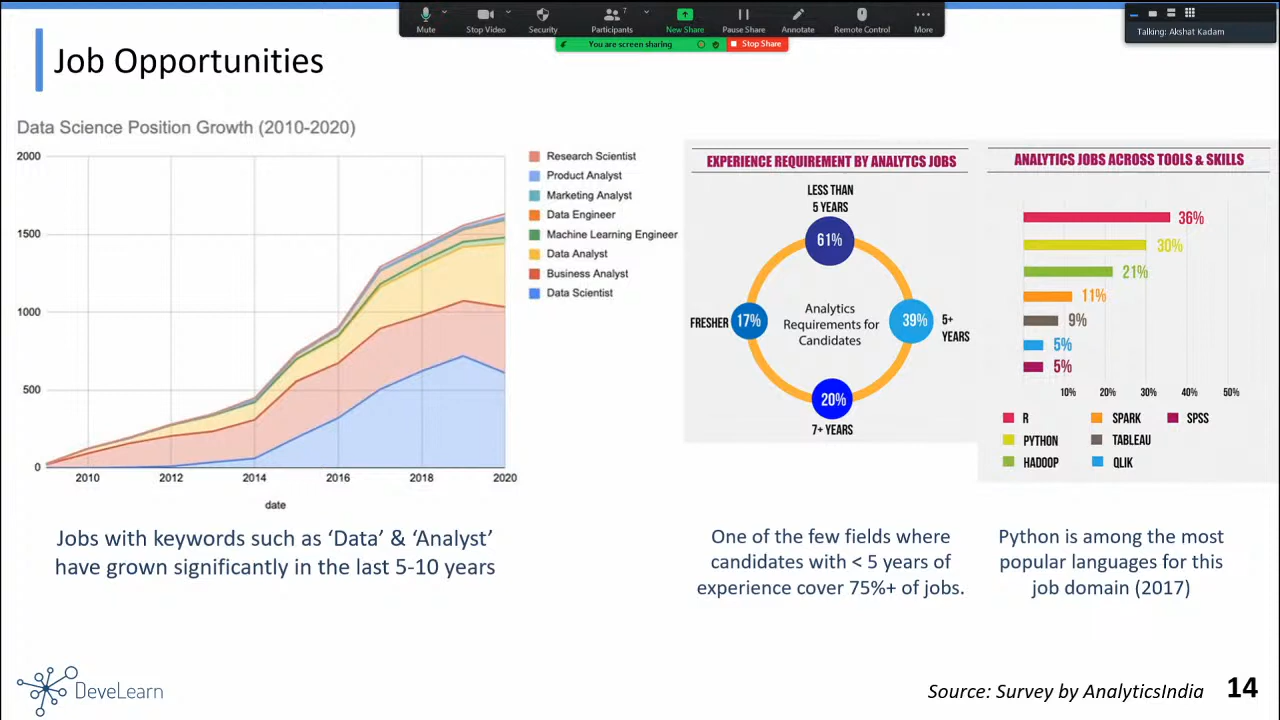 Mute
Stop Video
Security
Participants
7
New Share
Pause Share
Annotate
Remote Control
More
You are screen sharing
Stop Share
Talking: Akshat Kadam
Job Opportunities
Data Science Position Growth (2010-2020)
2000
1500
1000
500
0
2010
2012
2014
2016
2018
2020
date
Research Scientist
Product Analyst
Marketing Analyst
Data Engineer
Machine Learning Engineer
Data Analyst
Business Analyst
Data Scientist
EXPERIENCE REQUIREMENT BY ANALYTCS JOBS
LESS THAN
5 YEARS
61%
FRESHER
17%
Analytics
Requirements for
Candidates
39%
5+
YEARS
20%
7+ YEARS
ANALYTICS JOBS ACROSS TOOLS & SKILLS
36%
30%
21%
11%
9%
5%
5%
10%
20%
30%
40%
50%
R
SPARK
SPSS
PYTHON
TABLEAU
HADOOP
QLIK
Jobs with keywords such as ‘Data’ & ‘Analyst’
have grown significantly in the last 5-10 years
One of the few fields where
candidates with < 5 years of
experience cover 75%+ of jobs.
Python is among the most
popular languages for this
job domain (2017)
DeveLearn
Source: Survey by AnalyticsIndia
14